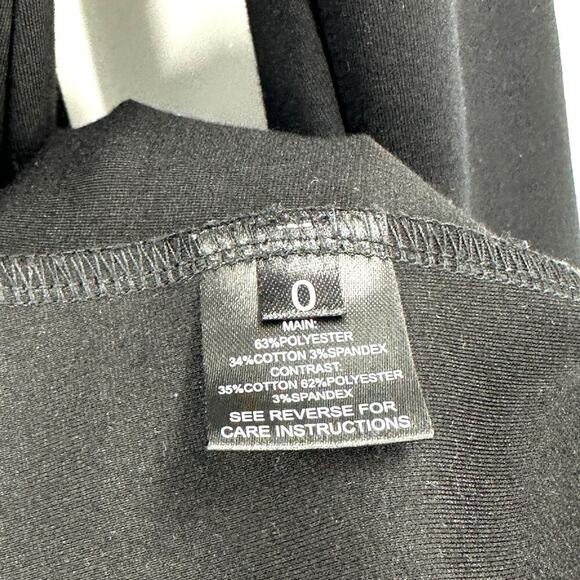 0
MAIN:
63%POLYESTER
34%COTTON 3%SPANDEX
CONTRAST:
35%COTTON 62%POLYESTER
3%SPANDEX
SEE REVERSE FOR
CARE INSTRUCTIONS